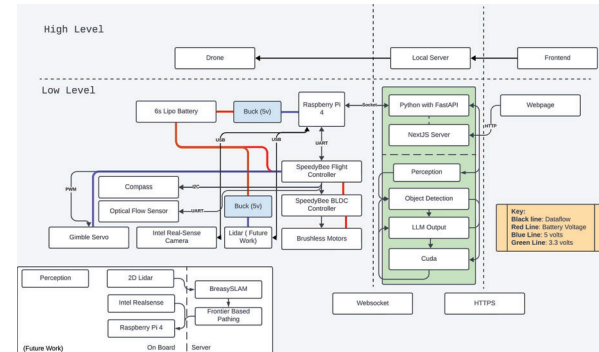 High Level
Drone
Local Server
Frontend
Low Level
6s Lipo Battery
Buck (5v)
Raspberry Pi
4
Socket
Python with FastAPI
Webpage
HTTP
NextJS Server
USB
USB
UART
SpeedyBee Flight
Controller
Perception
PWM
Compass
I2C
Optical Flow Sensor
UART
Buck (5v)
SpeedyBee BLDC
Controller
Object Detection
Gimble Servo
Intel Real-Sense
Camera
Lidar ( Future
Work)
Brushless Motors
LLM Output
Cuda
Key:
Black line: Dataflow
Red Line: Battery Voltage
Blue Line: 5 volts
Green Line: 3.3 volts
Perception
2D Lidar
BreasySLAM
Intel Realsense
Frontier Based
Pathing
Raspberry Pi 4
(Future Work)
On Board
Server
Websocket
HTTPS